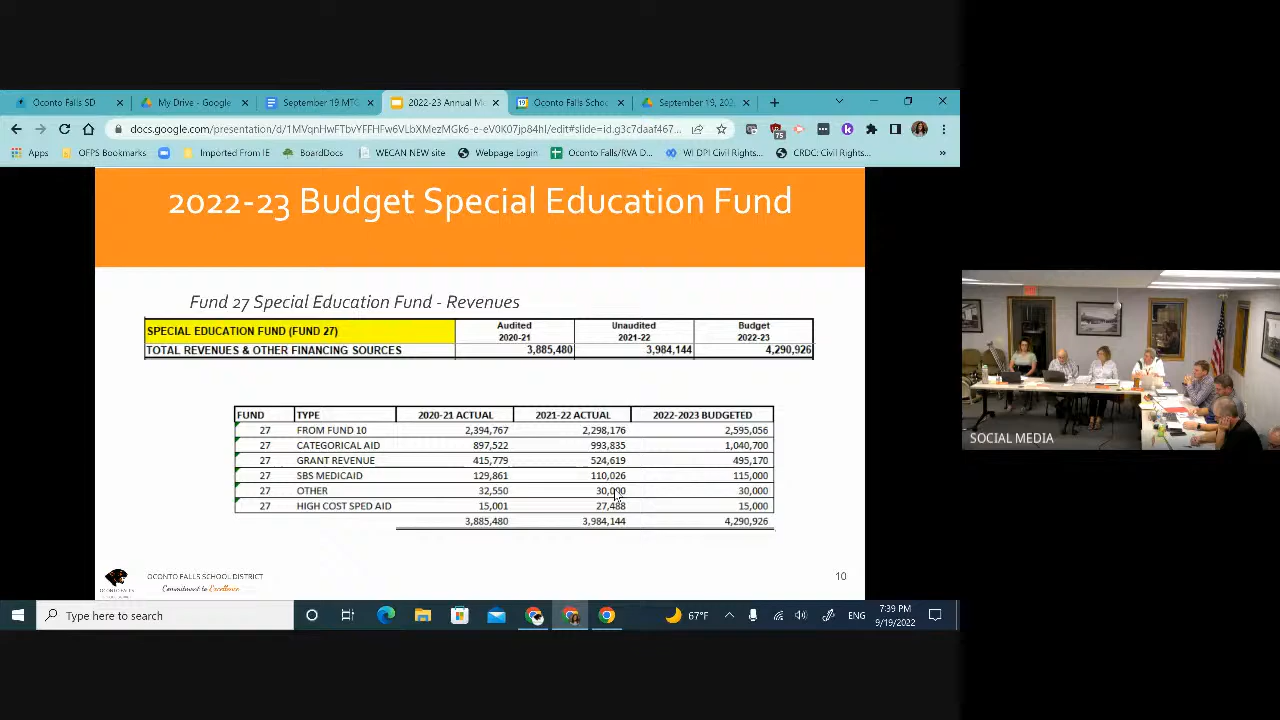 Oconto Falls SD
My Drive - Google
September 19 MTG
2022-23 Annual M
Oconto Falls Schoo
September 19, 202
docs.google.com/presentation/d/1MVqnHwFTbvYFFHFw6VLbXMezMGk6-e-eV0K07jp84hI/edit#slide=id.g3c7daaf467...
75
Apps
OFPS Bookmarks
Imported From IE
BoardDocs
WECAN NEW site
Webpage Login
Oconto Falls/RVA D...
WI DPI Civil Rights...
CRDC: Civil Rights...
»
2022-23 Budget Special Education Fund
Fund 27 Special Education Fund - Revenues
SPECIAL EDUCATION FUND (FUND 27) Audited 2020-21 Unaudited 2021-22 Budget 2022-23
TOTAL REVENUES & OTHER FINANCING SOURCES 3,885,480 3,984,144 4,290,926
FUND TYPE 2020-21 ACTUAL 2021-22 ACTUAL 2022-2023 BUDGETED
27 FROM FUND 10 2,394,767 2,298,176 2,595,056
27 CATEGORICAL AID 897,522 993,835 1,040,700
27 GRANT REVENUE 415,779 524,619 495,170
27 SBS MEDICAID 129,861 110,026 115,000
27 OTHER 32,550 30,000 30,000
27 HIGH COST SPED AID 15,001 27,488 15,000
3,885,480 3,984,144 4,290,926
OCONTO FALLS SCHOOL DISTRICT
Commitment to Excellence
10
SOCIAL MEDIA
Type here to search
67°F
ENG
7:39 PM
9/19/2022